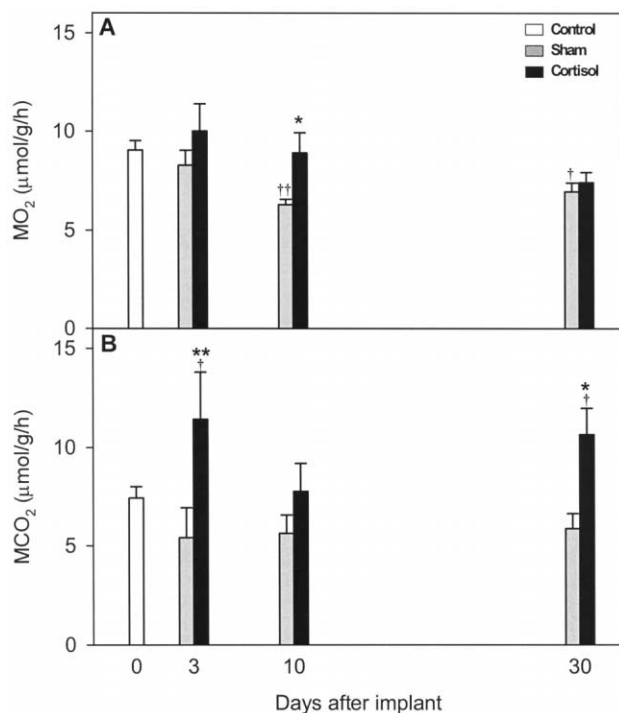 A
Control
Sham
Cortisol
15
10
5
0
MO2 (μmol/g/h)
*
††
†
B
15
10
5
0
MCO2 (μmol/g/h)
**
†
*
†
0 3 10 30
Days after implant